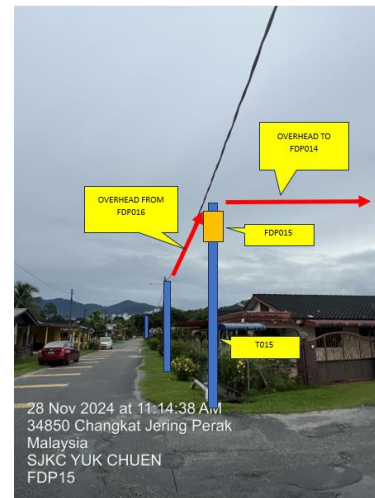 OVERHEAD TO
FDP014
OVERHEAD FROM
FDP016
FDP015
T015
28 Nov 2024 at 11:14:38 AM
34850 Changkat Jering Perak
Malaysia
SJKC YUK CHUEN
FDP15